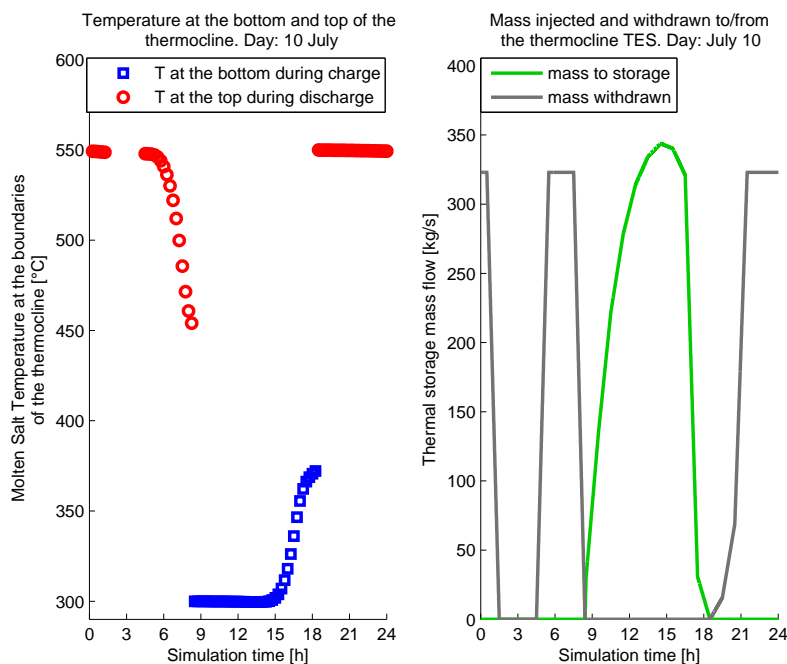 Temperature at the bottom and top of the
thermocline. Day: 10 July
600
550
500
450
400
350
300
0 3 6 9 12 15 18 21 24
Simulation time [h]
Molten Salt Temperature at the boundaries
of the thermocline [°C]
T at the bottom during charge
T at the top during discharge
Mass injected and withdrawn to/from
the thermocline TES. Day: July 10
400
350
300
250
200
150
100
50
0
0 3 6 9 12 15 18 21 24
Simulation time [h]
Thermal storage mass flow [kg/s]
mass to storage
mass withdrawn